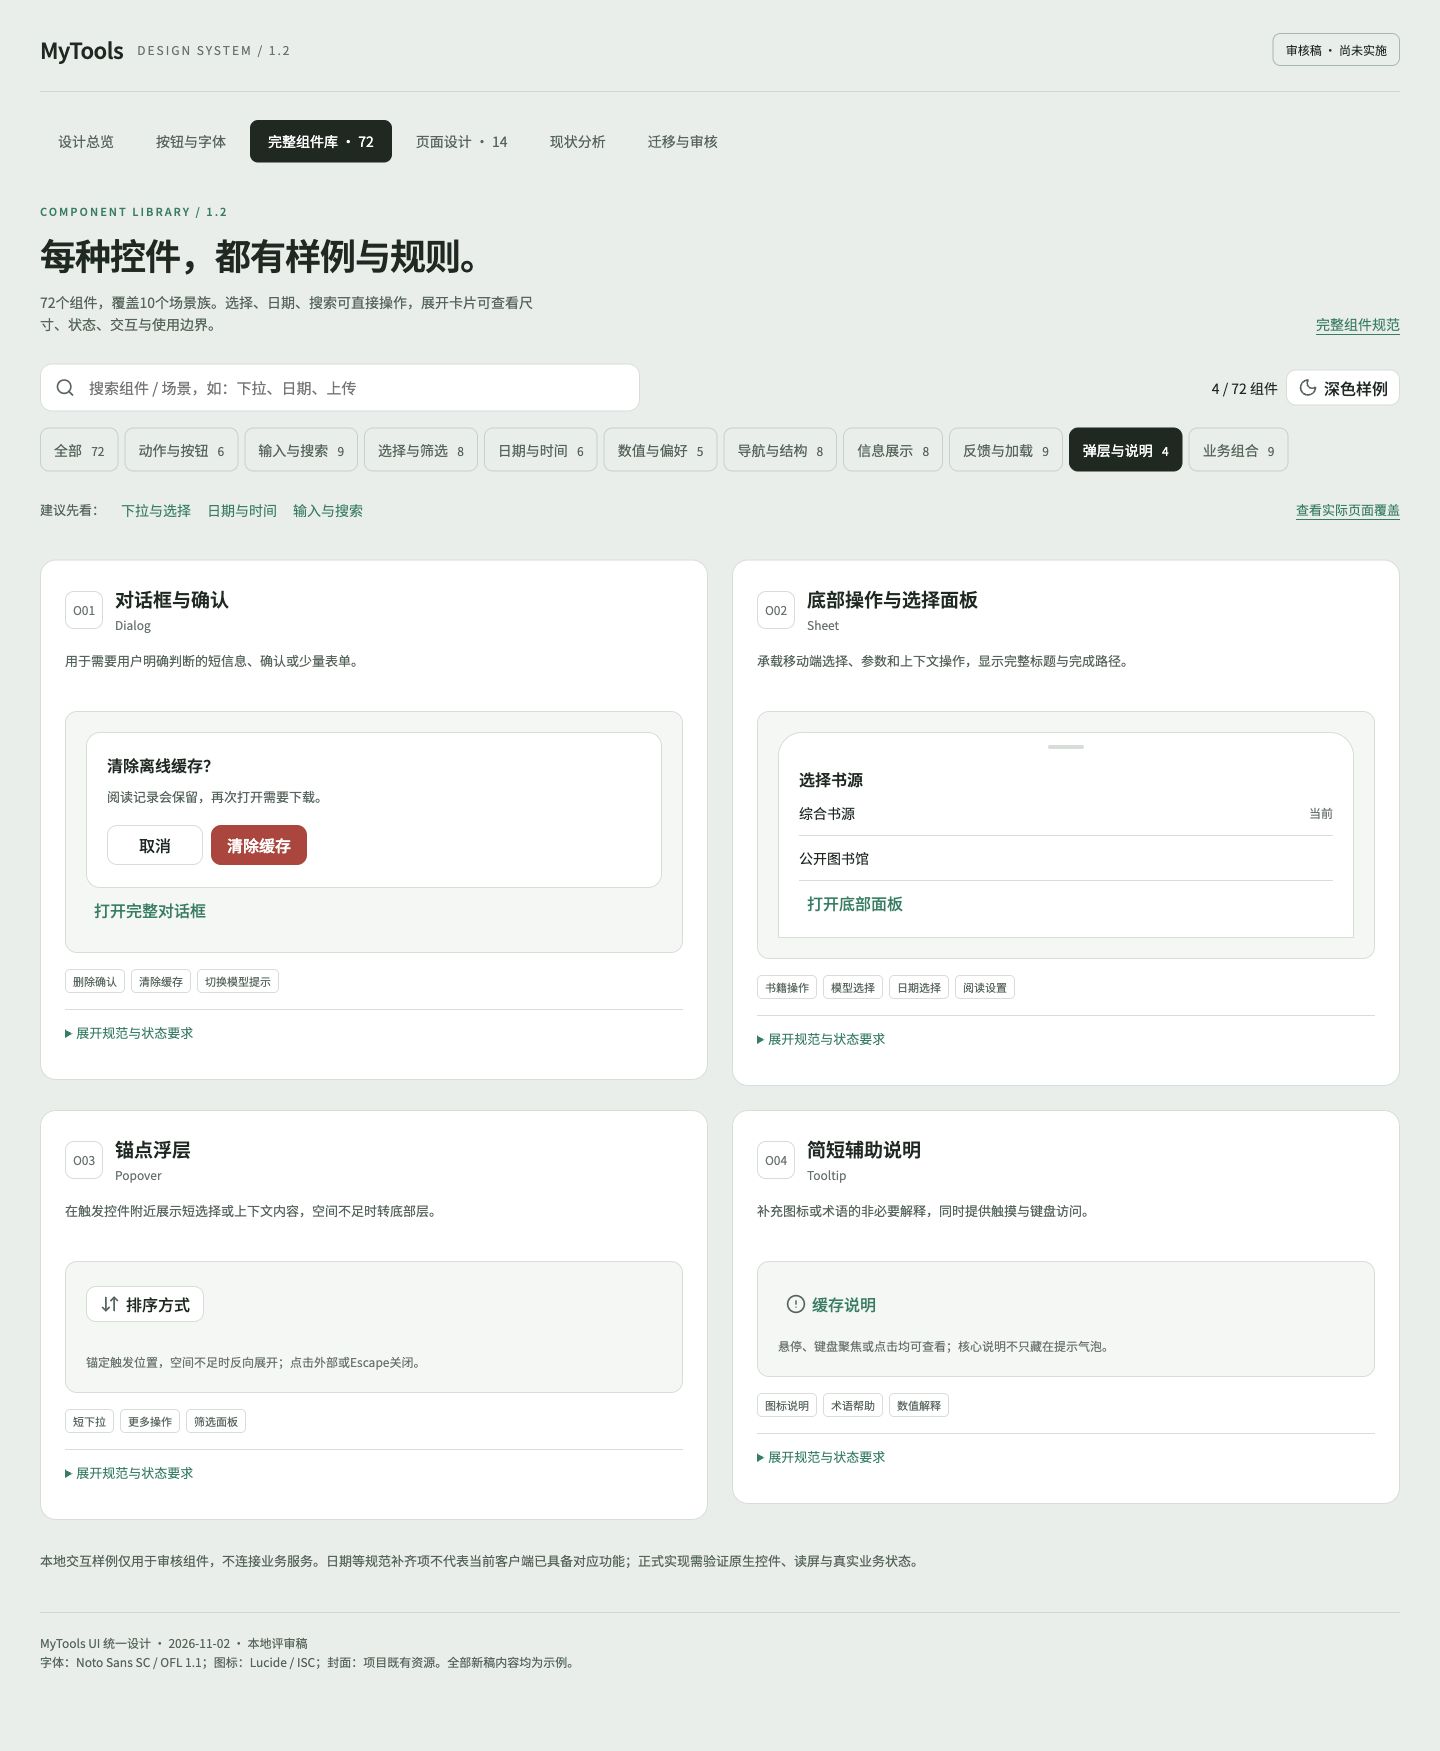 MyTools DESIGN SYSTEM / 1.2
审核稿 · 尚未实施
设计总览 按钮与字体 完整组件库 · 72 页面设计 · 14 现状分析 迁移与审核
COMPONENT LIBRARY / 1.2
每种控件，都有样例与规则。
72个组件，覆盖10个场景族。选择、日期、搜索可直接操作，展开卡片可查看尺
寸、状态、交互与使用边界。
完整组件规范
搜索组件 / 场景，如：下拉、日期、上传
4 / 72 组件 深色样例
全部 72 动作与按钮 6 输入与搜索 9 选择与筛选 8 日期与时间 6 数值与偏好 5 导航与结构 8 信息展示 8 反馈与加载 9 弹层与说明 4 业务组合 9
建议先看： 下拉与选择 日期与时间 输入与搜索
查看实际页面覆盖
O01 对话框与确认
Dialog
用于需要用户明确判断的短信息、确认或少量表单。
清除离线缓存？
阅读记录会保留，再次打开需要下载。
取消 清除缓存
打开完整对话框
删除确认 清除缓存 切换模型提示
▶ 展开规范与状态要求
O02 底部操作与选择面板
Sheet
承载移动端选择、参数和上下文操作，显示完整标题与完成路径。
选择书源
综合书源 当前
公开图书馆
打开底部面板
书籍操作 模型选择 日期选择 阅读设置
▶ 展开规范与状态要求
O03 锚点浮层
Popover
在触发控件附近展示短选择或上下文内容，空间不足时转底部层。
排序方式
锚定触发位置，空间不足时反向展开；点击外部或Escape关闭。
短下拉 更多操作 筛选面板
▶ 展开规范与状态要求
O04 简短辅助说明
Tooltip
补充图标或术语的非必要解释，同时提供触摸与键盘访问。
缓存说明
悬停、键盘聚焦或点击均可查看；核心说明不只藏在提示气泡。
图标说明 术语帮助 数值解释
▶ 展开规范与状态要求
本地交互样例仅用于审核组件，不连接业务服务。日期等规范补齐项不代表当前客户端已具备对应功能；正式实现需验证原生控件、读屏与真实业务状态。
MyTools UI 统一设计 · 2026-11-02 · 本地评审稿
字体：Noto Sans SC / OFL 1.1；图标：Lucide / ISC；封面：项目既有资源。全部新稿内容均为示例。